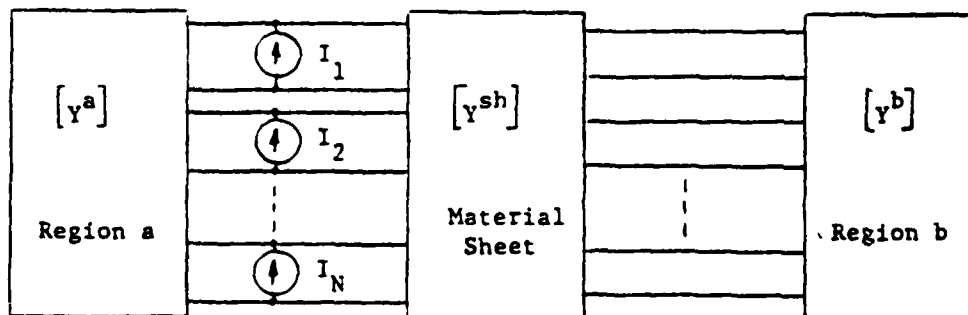 I_1
[Y^a] [Y^sh] [Y^b]
I_2
Region a Material Sheet Region b
I_N